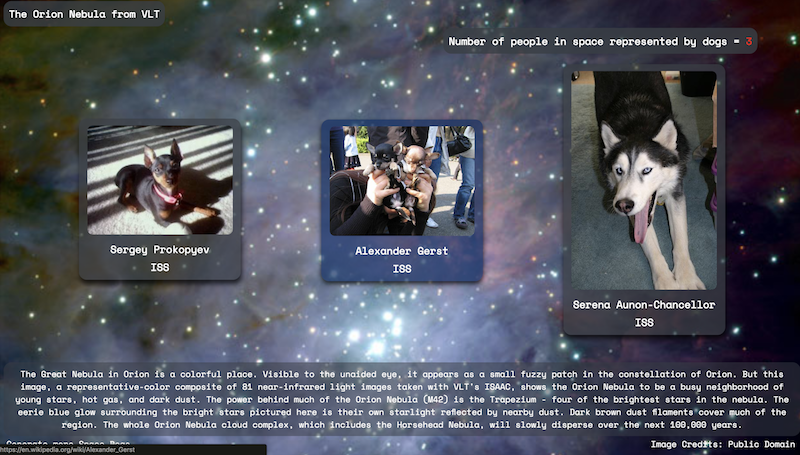 The Orion Nebula from VLT
Number of people in space represented by dogs = 3
Sergey Prokopyev
ISS
Alexander Gerst
ISS
Serena Aunon-Chancellor
ISS
The Great Nebula in Orion is a colorful place. Visible to the unaided eye, it appears as a small fuzzy patch in the constellation of Orion. But this
image, a representative-color compsite of 81 near-infrared light images taken with VLT's ISAAC, shows the Orion Nebula to be a busy neighborhood of
young stars, hot gas, and dark dust. The power behind much of the Orion Nebula (M42) is the Trapezium - four of the brightest stars in the nebula. The
eerie blue glow surrounding the bright stars pictured here is their own starlight reflected by nearby dust. Dark brown dust filaments cover much of the
region. The whole Orion Nebula cloud complex, which includes the Horsehead Nebula, will slowly disperse over the next 100,000 years.
Image Credits: Public Domain
https://en.wikipedia.org/wiki/Alexander_Gerst